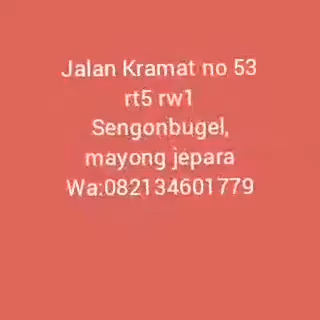 Jalan Kramat no 53
rt5 rw1
Sengonbugel,
mayong jepara
Wa:082134601779